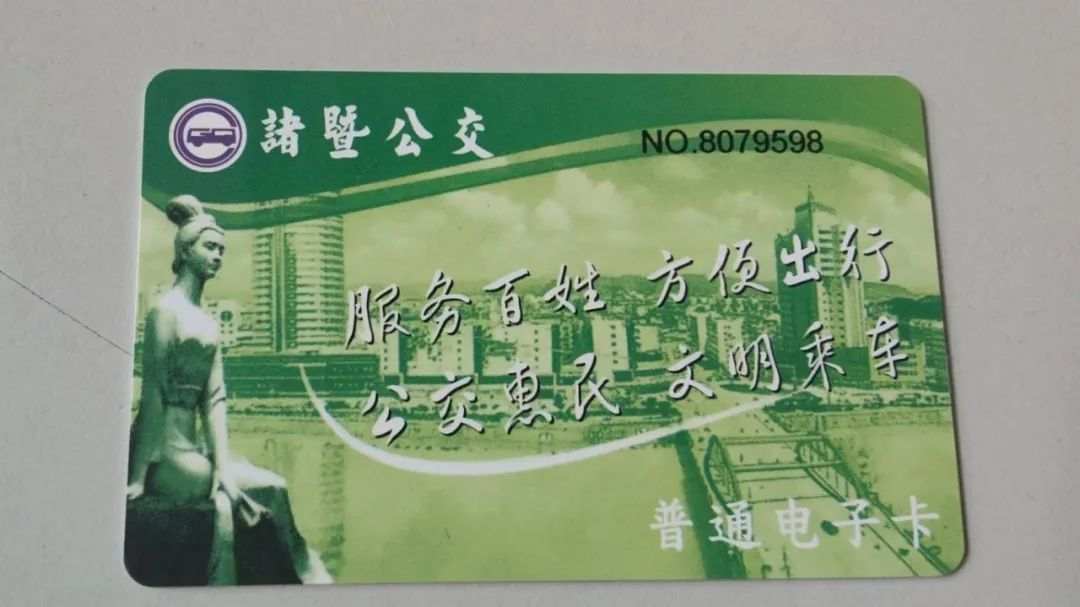 諸暨公交
NO.8079598
服务百姓 方便出行
公交惠民 文明乘车
普通电子卡